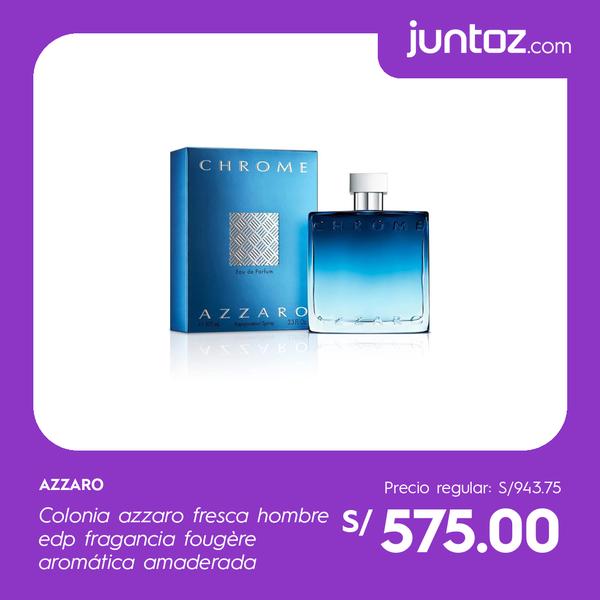 juntoz.com
CHROME
Eau de Parfum
AZZARO
CHROME
AZZARO
AZZARO
Precio regular: S/943.75
Colonia azzaro fresca hombre
edp fragancia fougère
aromática amaderada
S/ 575.00